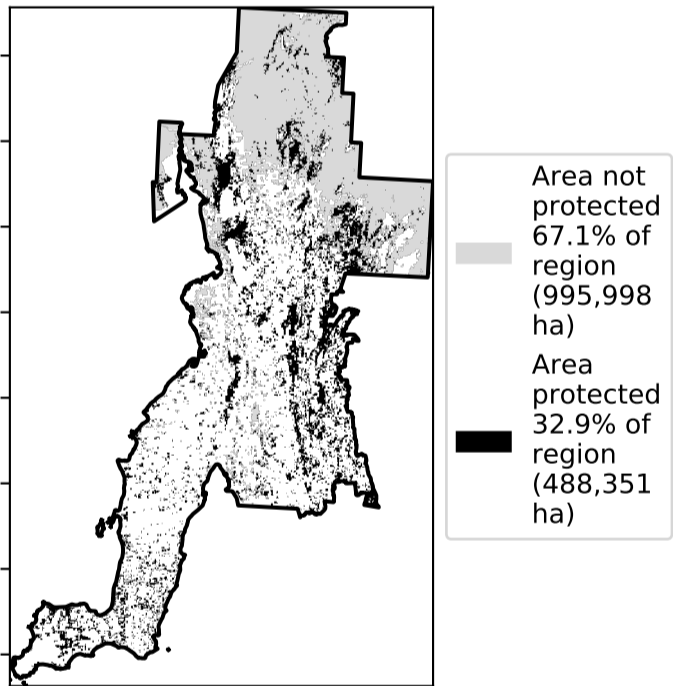 Area not
protected
67.1% of
region
(995,998
ha)
Area
protected
32.9% of
region
(488,351
ha)